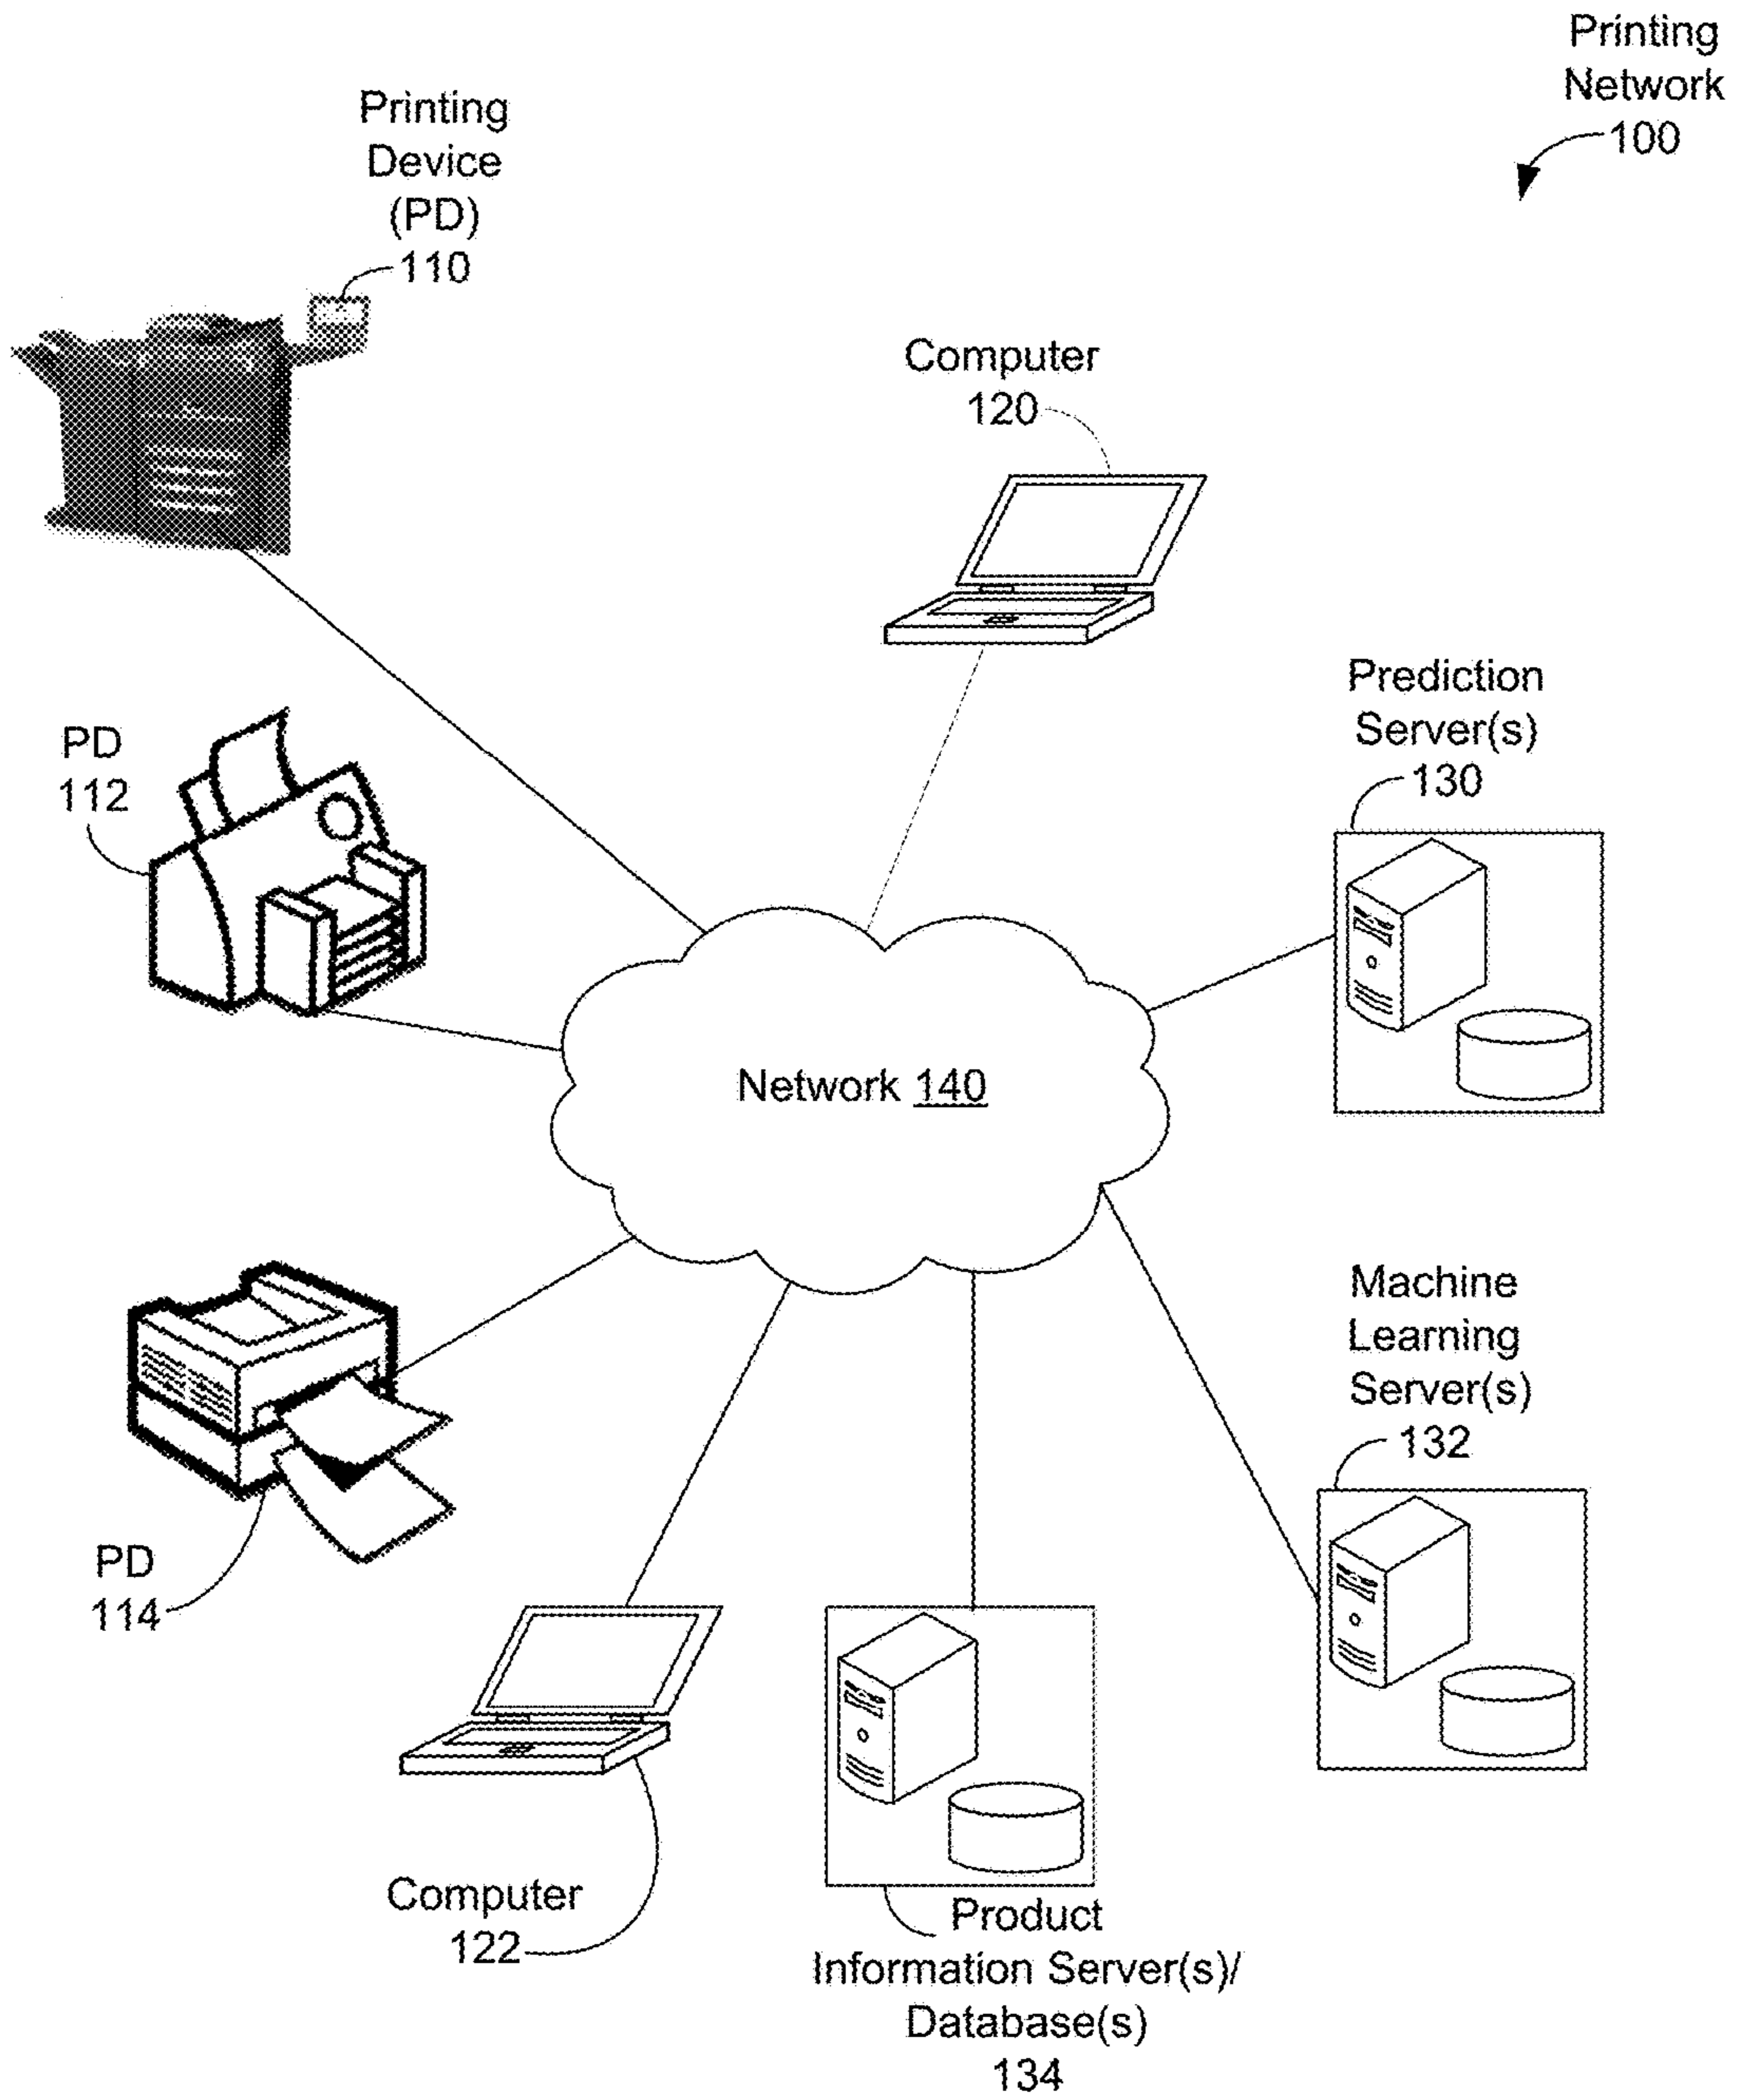 Printing
Network
100
Printing
Device
(PD)
110
Computer
120
Prediction
Server(s)
130
PD
112
Network 140
Machine
Learning
Server(s)
132
PD
114
Computer
122
Product
Information Server(s)/
Database(s)
134